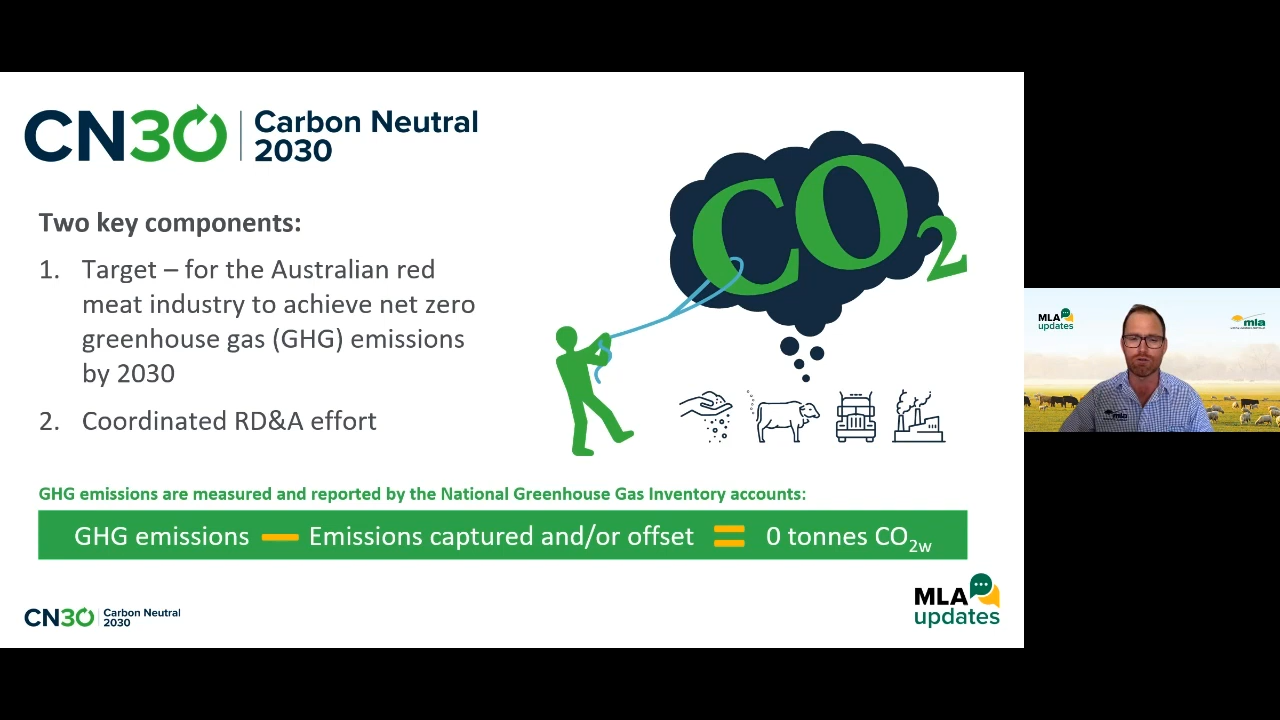 CN30
Carbon Neutral
2030
Two key components:
1. Target – for the Australian red
meat industry to achieve net zero
greenhouse gas (GHG) emissions
by 2030
2. Coordinated RD&A effort
CO2
GHG emissions are measured and reported by the National Greenhouse Gas Inventory accounts:
GHG emissions — Emissions captured and/or offset = 0 tonnes CO2w
CN30
Carbon Neutral
2030
MLA
updates
MLA
updates
mla
mla